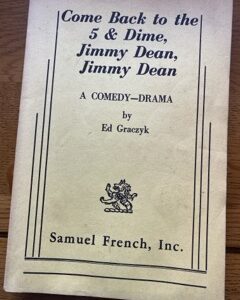 Come Back to the
5 & Dime,
Jimmy Dean,
Jimmy Dean
A COMEDY—DRAMA
by
Ed Graczyk
Samuel French, Inc.